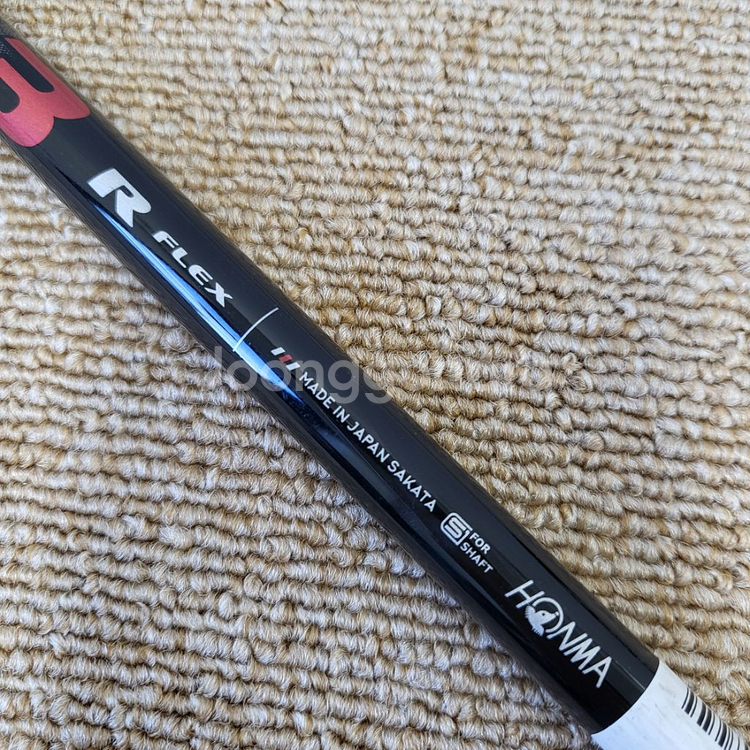 R
FLEX
MADE IN JAPAN SAKATA
S FOR
SHAFT
HONMA